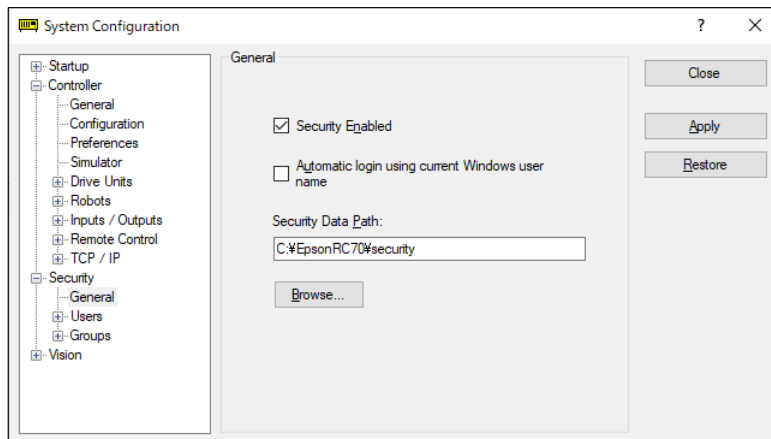 System Configuration
?
Startup
Controller
General
Configuration
Preferences
Simulator
Drive Units
Robots
Inputs / Outputs
Remote Control
TCP / IP
Security
General
Users
Groups
Vision
General
Security Enabled
Automatic login using current Windows user
name
Security Data Path:
C:¥EpsonRC70¥security
Browse...
Close
Apply
Restore